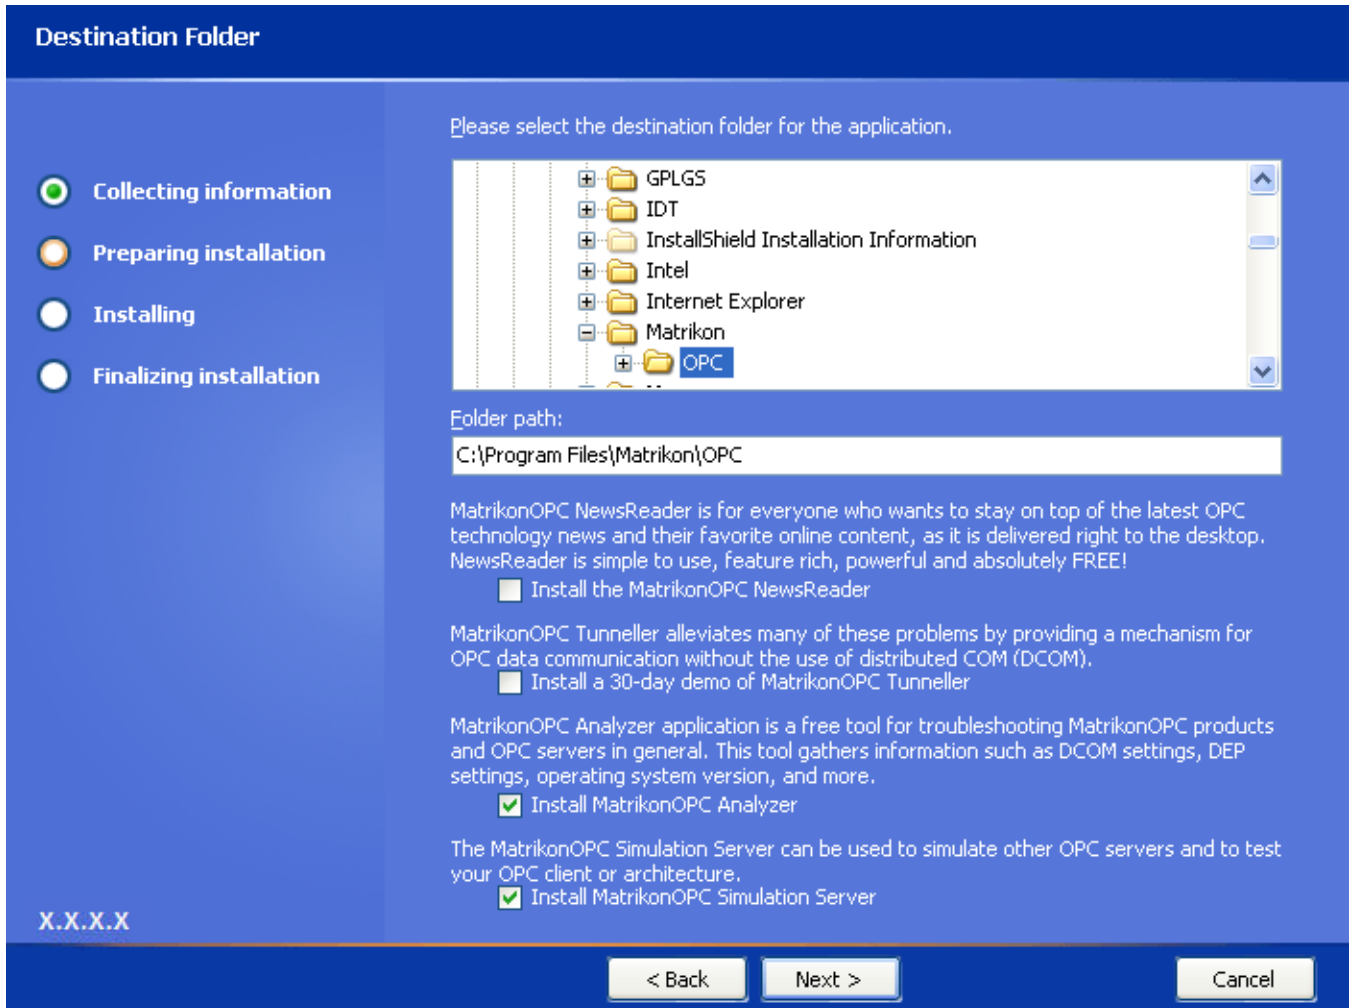 Destination Folder
Collecting information
Preparing installation
Installing
Finalizing installation
X.X.X.X
Please select the destination folder for the application.
GPLGS
IDT
InstallShield Installation Information
Intel
Internet Explorer
Matrikon
OPC
Folder path:
C:\Program Files\Matrikon\OPC
MatrikonOPC NewsReader is for everyone who wants to stay on top of the latest OPC
technology news and their favorite online content, as it is delivered right to the desktop.
NewsReader is simple to use, feature rich, powerful and absolutely FREE!
Install the MatrikonOPC NewsReader
MatrikonOPC Tunneller alleviates many of these problems by providing a mechanism for
OPC data communication without the use of distributed COM (DCOM).
Install a 30-day demo of MatrikonOPC Tunneller
MatrikonOPC Analyzer application is a free tool for troubleshooting MatrikonOPC products
and OPC servers in general. This tool gathers information such as DCOM settings, DEP
settings, operating system version, and more.
Install MatrikonOPC Analyzer
The MatrikonOPC Simulation Server can be used to simulate other OPC servers and to test
your OPC client or architecture.
Install MatrikonOPC Simulation Server
< Back
Next >
Cancel